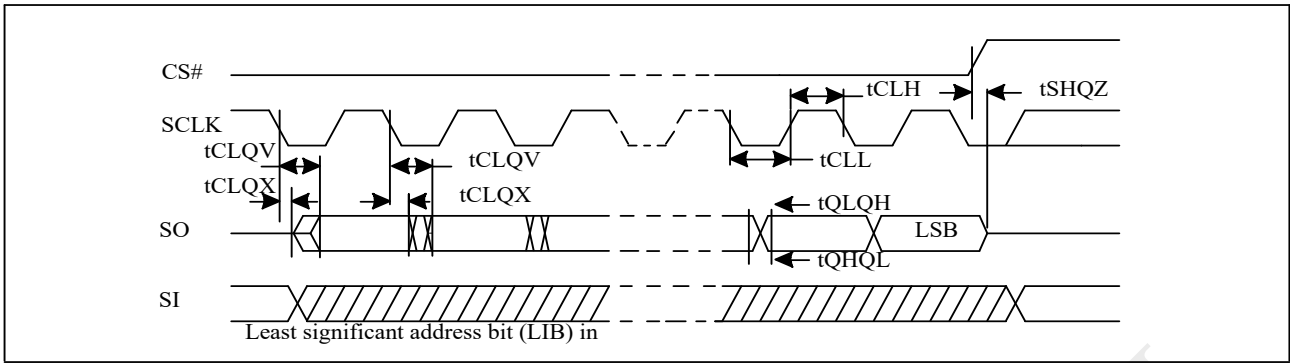 CS#
tCLH
tSHQZ
SCLK
tCLQV
tCLQV
tCLL
tCLQX
tCLQX
tQLQH
SO
LSB
tQHQL
SI
Least significant address bit (LIB) in